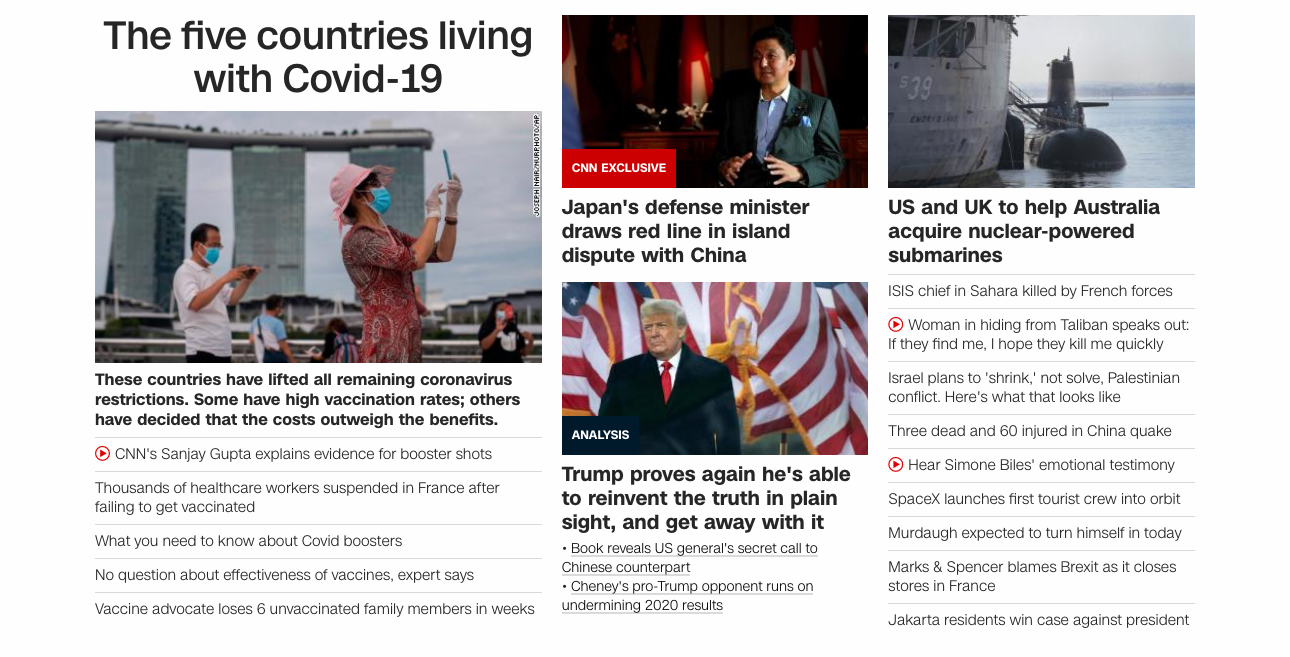 The five countries living
with Covid-19
JOSEPH NAIR/NURPHOTO/AP
These countries have lifted all remaining coronavirus
restrictions. Some have high vaccination rates; others
have decided that the costs outweigh the benefits.
CNN's Sanjay Gupta explains evidence for booster shots
Thousands of healthcare workers suspended in France after
failing to get vaccinated
What you need to know about Covid boosters
No question about effectiveness of vaccines, expert says
Vaccine advocate loses 6 unvaccinated family members in weeks
CNN EXCLUSIVE
Japan's defense minister
draws red line in island
dispute with China
ANALYSIS
Trump proves again he's able
to reinvent the truth in plain
sight, and get away with it
• Book reveals US general's secret call to
Chinese counterpart
• Cheney's pro-Trump opponent runs on
undermining 2020 results
S 39
US and UK to help Australia
acquire nuclear-powered
submarines
ISIS chief in Sahara killed by French forces
Woman in hiding from Taliban speaks out:
If they find me, I hope they kill me quickly
Israel plans to 'shrink,' not solve, Palestinian
conflict. Here's what that looks like
Three dead and 60 injured in China quake
Hear Simone Biles' emotional testimony
SpaceX launches first tourist crew into orbit
Murdaugh expected to turn himself in today
Marks & Spencer blames Brexit as it closes
stores in France
Jakarta residents win case against president